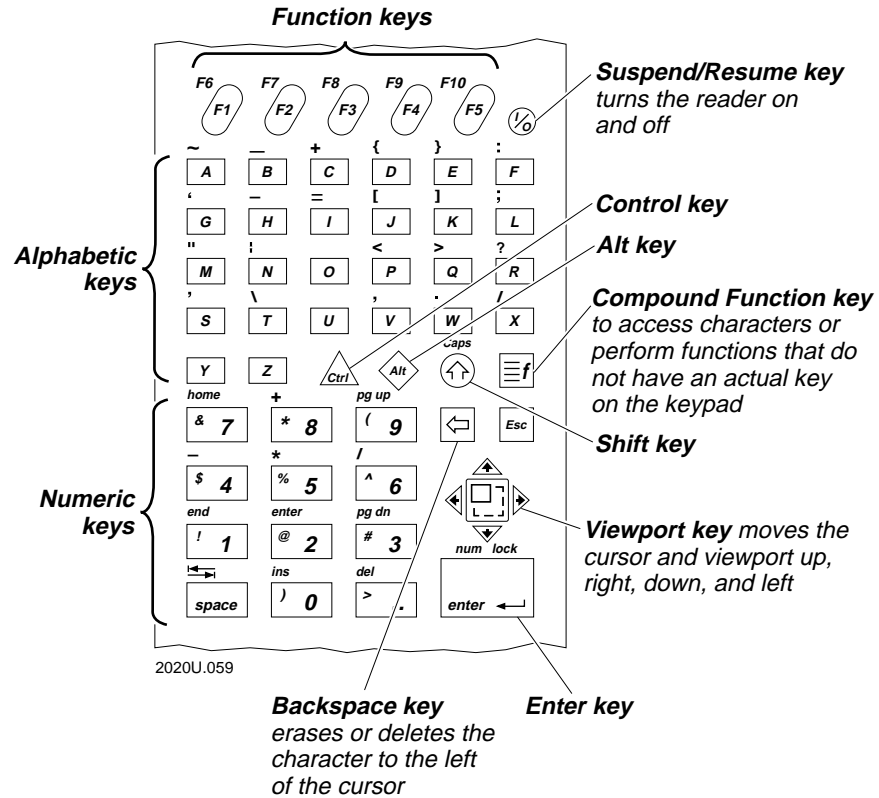 Function keys
F6 F7 F8 F9 F10
F1 F2 F3 F4 F5 I/O
Suspend/Resume key
turns the reader on
and off
~ _ + { } :
A B C D E F
‘ – = [ ] ;
G H I J K L
" ¦ < > ?
M N O P Q R
’ \ , . /
S T U V W X
Caps
Y Z Ctrl Alt f
Alphabetic
keys
Control key
Alt key
Compound Function key
to access characters or
perform functions that do
not have an actual key
on the keypad
Shift key
home + pg up
& 7 * 8 ( 9 Esc
– * /
$ 4 % 5 ^ 6
end enter pg dn
! 1 @ 2 # 3
num lock
ins del
space ) 0 > . enter
Numeric
keys
Viewport key moves the
cursor and viewport up,
right, down, and left
2020U.059
Backspace key
erases or deletes the
character to the left
of the cursor
Enter key